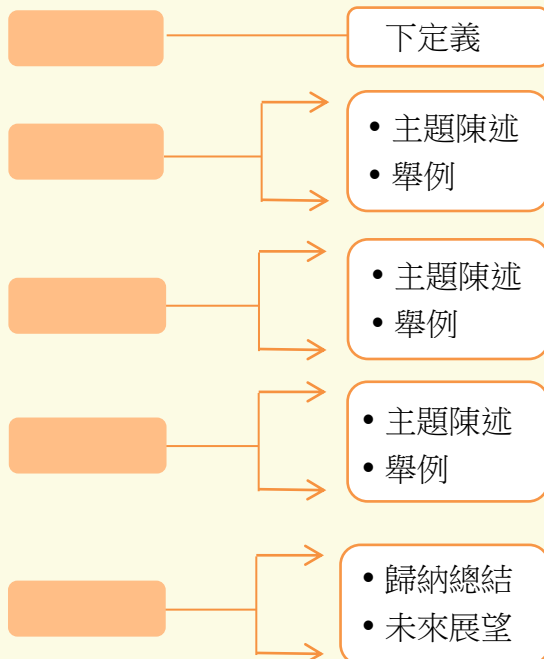 下定義
• 主題陳述
• 舉例
• 主題陳述
• 舉例
• 主題陳述
• 舉例
• 歸納總結
• 未來展望